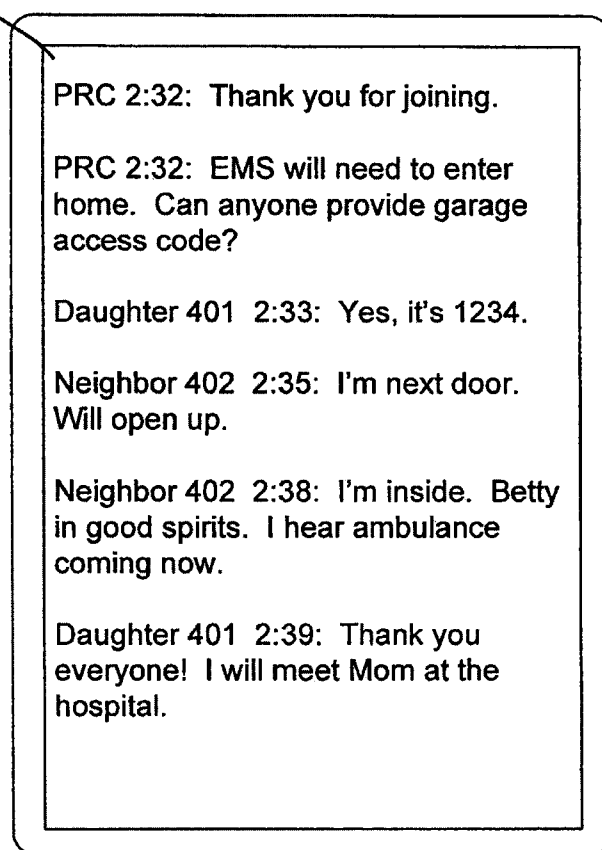 PRC 2:32:  Thank you for joining.
PRC 2:32:  EMS will need to enter
home.  Can anyone provide garage
access code?
Daughter 401  2:33:  Yes, it's 1234.
Neighbor 402  2:35:  I'm next door.
Will open up.
Neighbor 402  2:38:  I'm inside.  Betty
in good spirits.  I hear ambulance
coming now.
Daughter 401  2:39:  Thank you
everyone!  I will meet Mom at the
hospital.